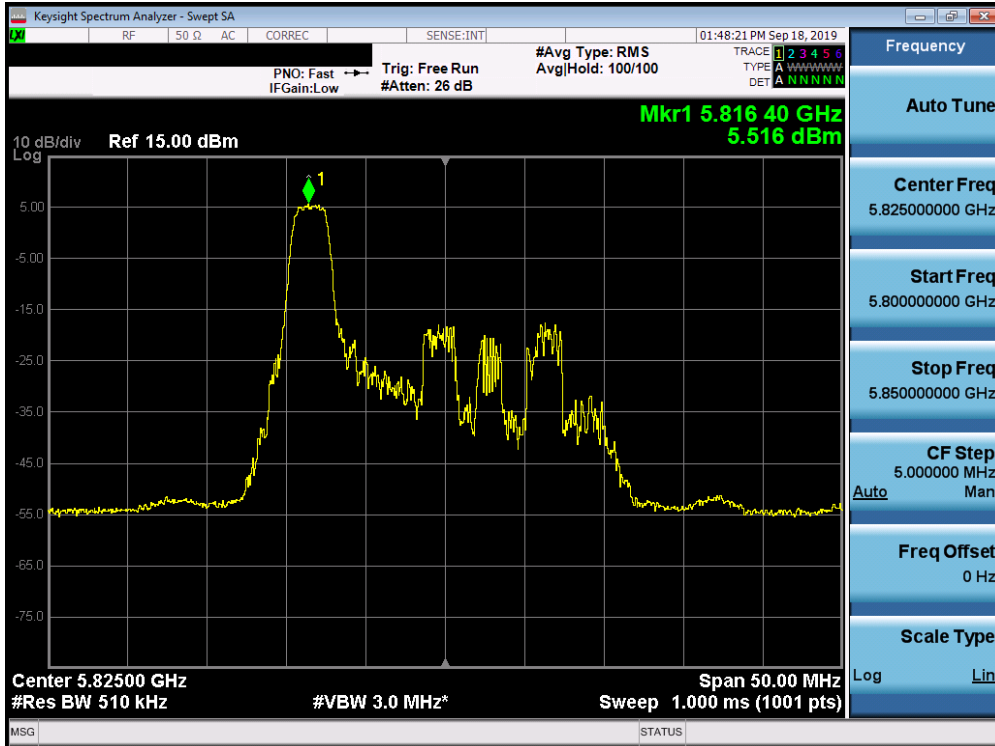 Keysight Spectrum Analyzer - Swept SA
LXI RF 50 Ω AC CORREC SENSE:INT 01:48:21 PM Sep 18, 2019
PNO: Fast Trig: Free Run #Avg Type: RMS TRACE 1 2 3 4 5 6
IFGain:Low #Atten: 26 dB Avg|Hold: 100/100 TYPE A WWWWW
DET A N N N N N
Mkr1 5.816 40 GHz
5.516 dBm
10 dB/div Ref 15.00 dBm
Log
1
5.00
-5.00
-15.0
-25.0
-35.0
-45.0
-55.0
-65.0
-75.0
Center 5.82500 GHz Span 50.00 MHz
#Res BW 510 kHz #VBW 3.0 MHz* Sweep 1.000 ms (1001 pts)
MSG STATUS
Frequency
Auto Tune
Center Freq
5.825000000 GHz
Start Freq
5.800000000 GHz
Stop Freq
5.850000000 GHz
CF Step
5.000000 MHz
Auto Man
Freq Offset
0 Hz
Scale Type
Log Lin